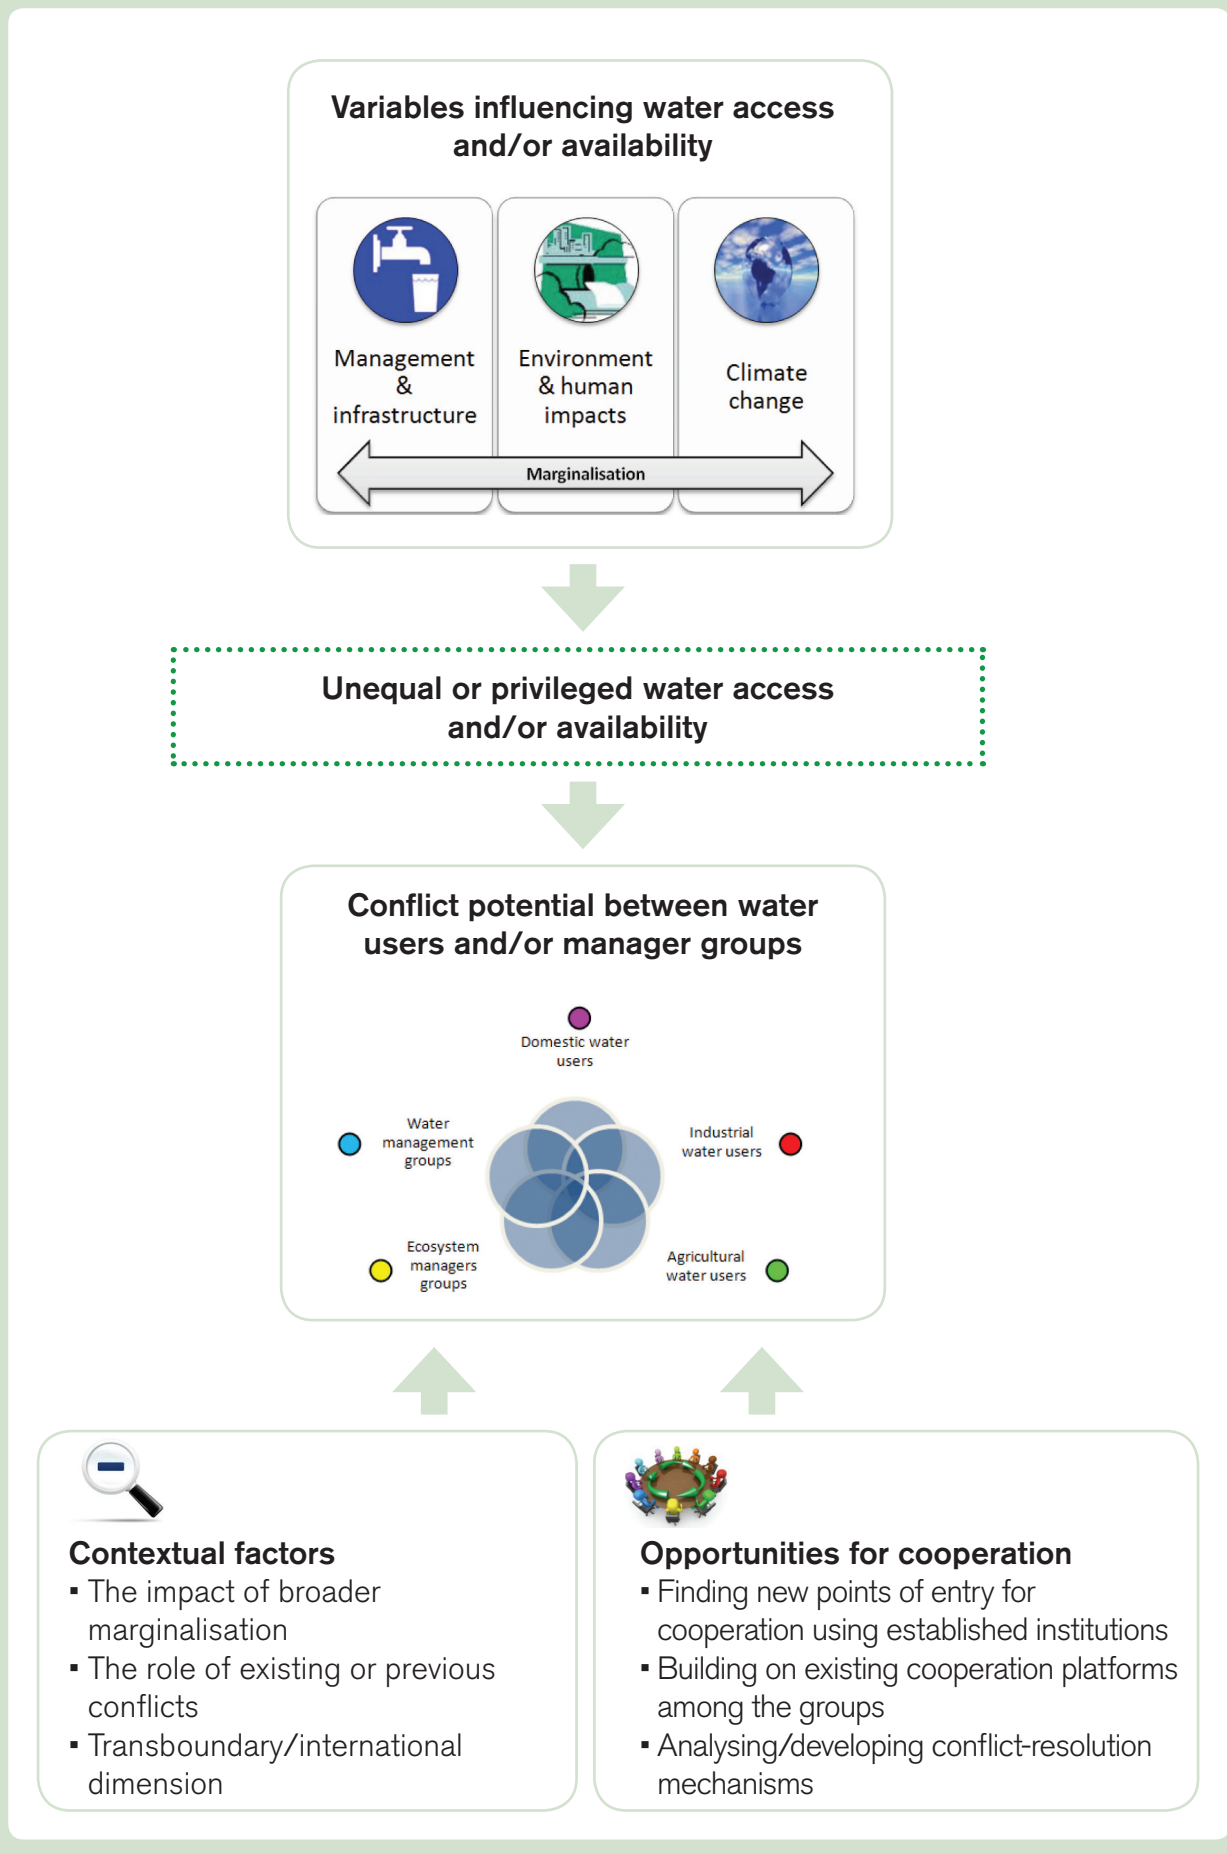 Variables influencing water access
and/or availability
Management
&
infrastructure
Environment
& human
impacts
Climate
change
Marginalisation
Unequal or privileged water access
and/or availability
Conflict potential between water
users and/or manager groups
Domestic water
users
Water
management
groups
Industrial
water users
Ecosystem
managers
groups
Agricultural
water users
Contextual factors
▪ The impact of broader
marginalisation
▪ The role of existing or previous
conflicts
▪ Transboundary/international
dimension
Opportunities for cooperation
▪ Finding new points of entry for
cooperation using established institutions
▪ Building on existing cooperation platforms
among the groups
▪ Analysing/developing conflict-resolution
mechanisms